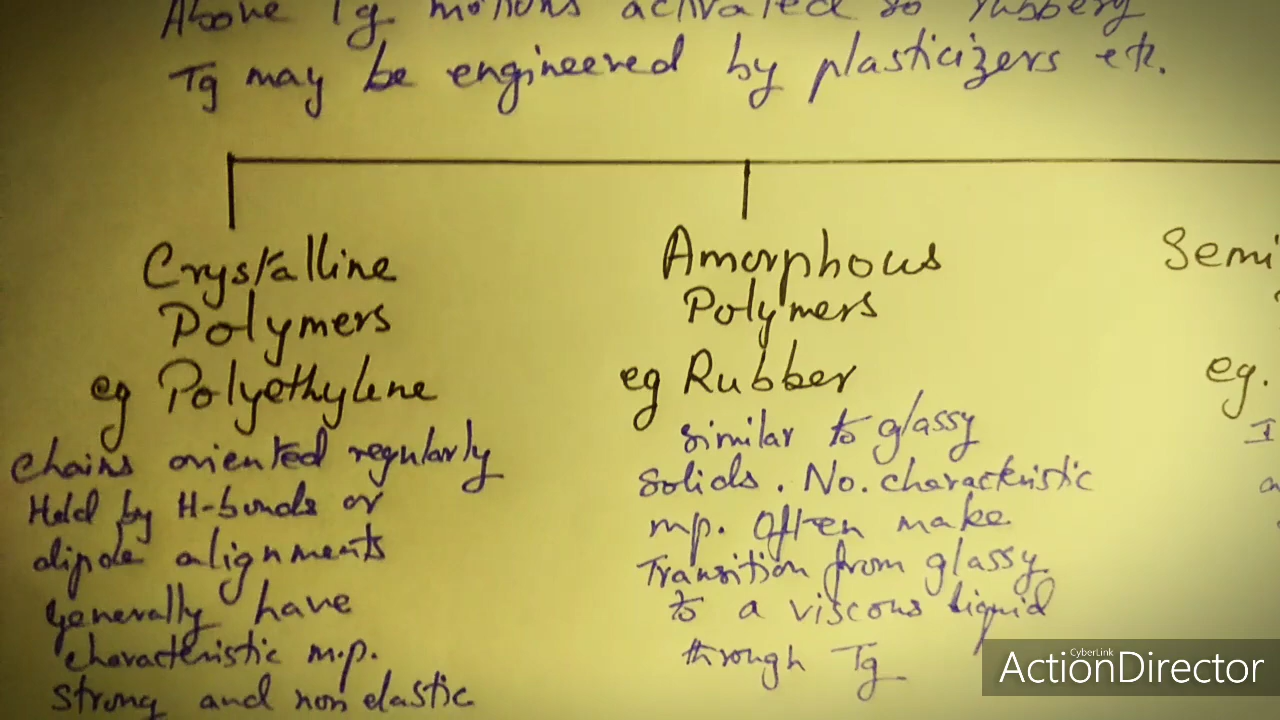 Above Tg motions activated so rubbery
Tg may be engineered by plasticizers etc.
Crystalline
Polymers
eg Polyethylene
chains oriented regularly
Held by H-bonds or
dipole alignments
generally have
characteristic m.p.
strong and non elastic
Amorphous
Polymers
eg Rubber
similar to glassy
solids. No. characteristic
mp. Often make
Transition from glassy
to a viscous liquid
through Tg
Semi
eg.
I
CyberLink
ActionDirector